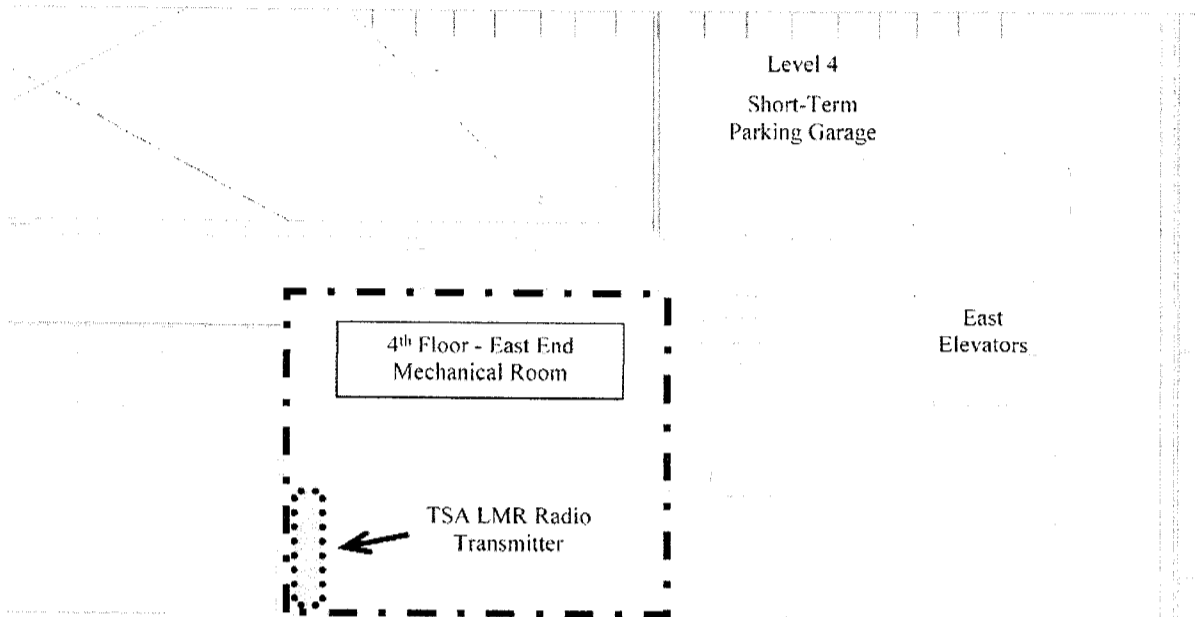 Level 4
Short-Term
Parking Garage
East
Elevators
4th Floor - East End
Mechanical Room
TSA LMR Radio
Transmitter